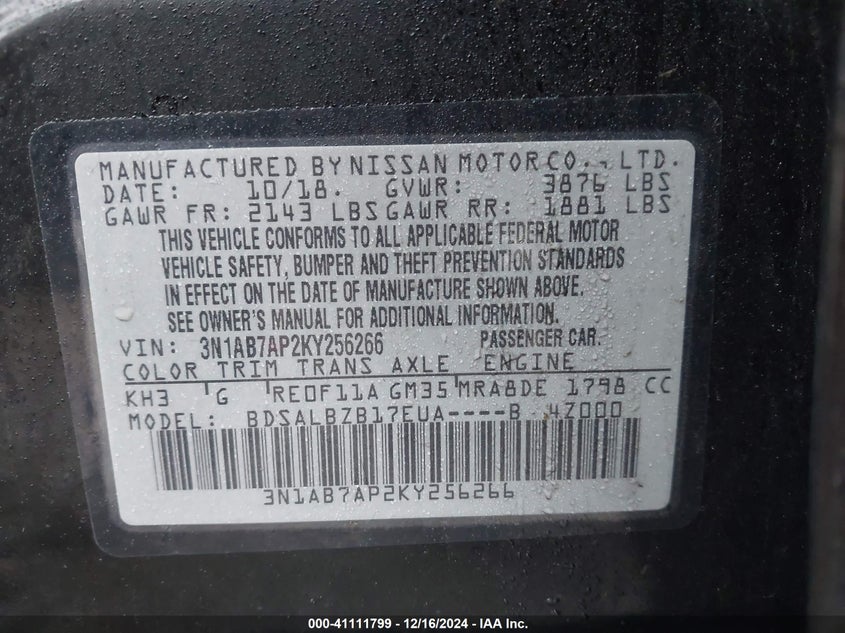 MANUFACTURED BY NISSAN MOTOR CO., LTD.
DATE: 10/18. GVWR: 3876 LBS
GAWR FR: 2143 LBS GAWR RR: 1881 LBS
THIS VEHICLE CONFORMS TO ALL APPLICABLE FEDERAL MOTOR
VEHICLE SAFETY, BUMPER AND THEFT PREVENTION STANDARDS
IN EFFECT ON THE DATE OF MANUFACTURE SHOWN ABOVE.
SEE OWNER'S MANUAL FOR ADDITIONAL INFORMATION.
VIN: 3N1AB7AP2KY256266 PASSENGER CAR.
COLOR TRIM TRANS AXLE ENGINE
KH3 G RE0F11A GM35 MRA8DE 1798 CC
MODEL: BDSALBZB17EUA----B 4Z000
3N1AB7AP2KY256266
000-41111799 - 12/16/2024 - IAA Inc.